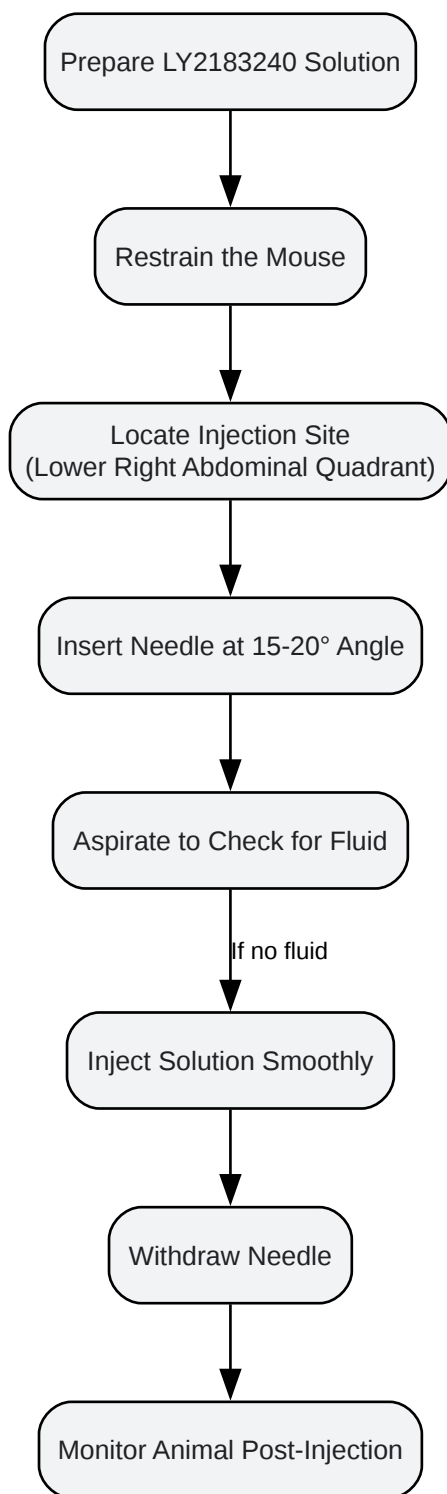 Prepare LY2183240 Solution
Restrain the Mouse
Locate Injection Site
(Lower Right Abdominal Quadrant)
Insert Needle at 15-20° Angle
Aspirate to Check for Fluid
If no fluid
Inject Solution Smoothly
Withdraw Needle
Monitor Animal Post-Injection